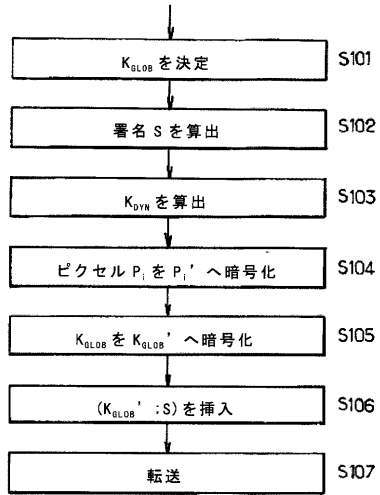 K_GLOB を決定 S101
署名 S を算出 S102
K_DYN を算出 S103
ピクセル P_i を P_i' へ暗号化 S104
K_GLOB を K_GLOB' へ暗号化 S105
(K_GLOB' ;S) を挿入 S106
転送 S107